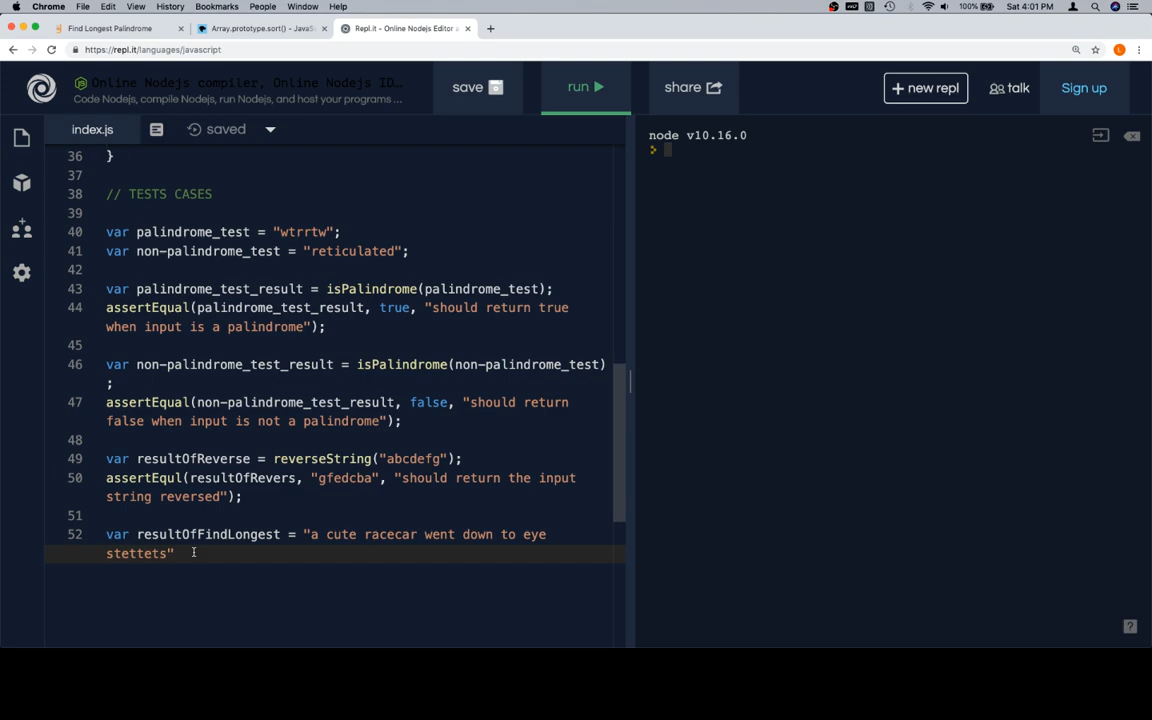 Chrome File Edit View History Bookmarks People Window Help 100% Sat 4:01 PM
Find Longest Palindrome × Array.prototype.sort() - JavaS × Repl.it - Online Nodejs Editor a × +
https://repl.it/languages/javascript
Online Nodejs compiler, Online Nodejs ID...
Code Nodejs, compile Nodejs, run Nodejs, and host your programs ...
save run share + new repl talk Sign up
index.js saved
node v10.16.0
36 }
37
38 // TESTS CASES
39
40 var palindrome_test = "wtrrtw";
41 var non-palindrome_test = "reticulated";
42
43 var palindrome_test_result = isPalindrome(palindrome_test);
44 assertEqual(palindrome_test_result, true, "should return true
when input is a palindrome");
45
46 var non-palindrome_test_result = isPalindrome(non-palindrome_test)
;
47 assertEqual(non-palindrome_test_result, false, "should return
false when input is not a palindrome");
48
49 var resultOfReverse = reverseString("abcdefg");
50 assertEqul(resultOfRevers, "gfedcba", "should return the input
string reversed");
51
52 var resultOfFindLongest = "a cute racecar went down to eye
stettets"
?